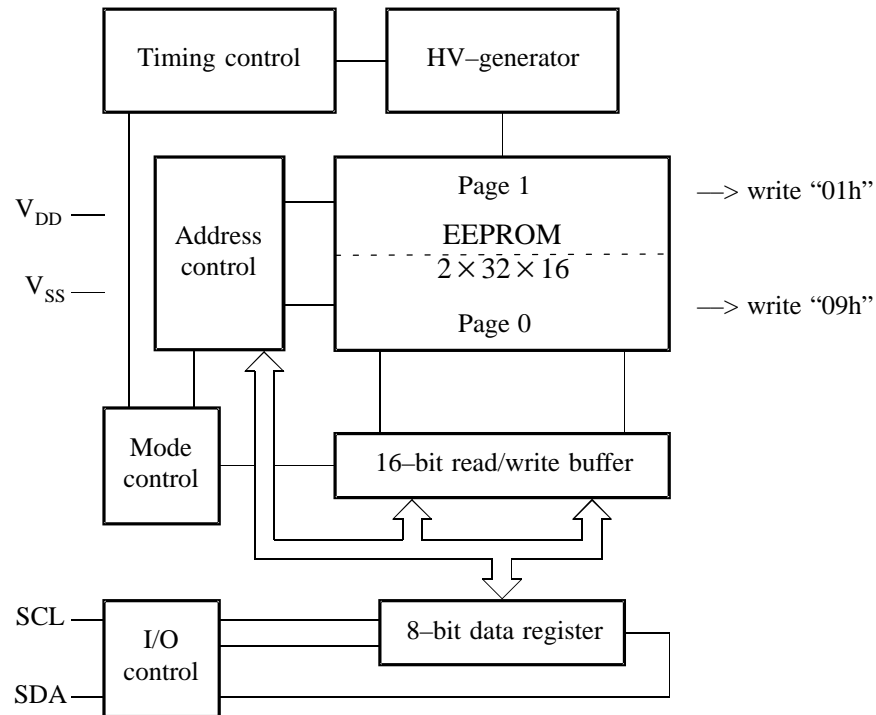 Timing control
HV–generator
Page 1
—> write “01h”
V_DD
Address
control
EEPROM
2 × 32 × 16
V_SS
Page 0
—> write “09h”
Mode
control
16–bit read/write buffer
SCL
I/O
control
8–bit data register
SDA